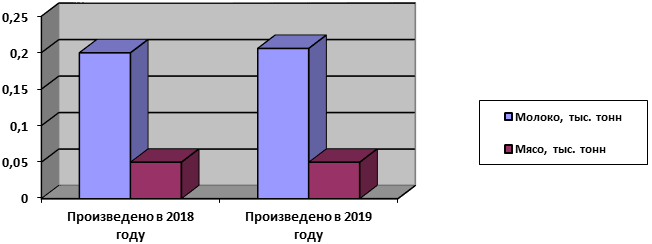 0,25
0,2
0,15
0,1
0,05
0
Произведено в 2018
году
Произведено в 2019
году
Молоко, тыс. тонн
Мясо, тыс. тонн